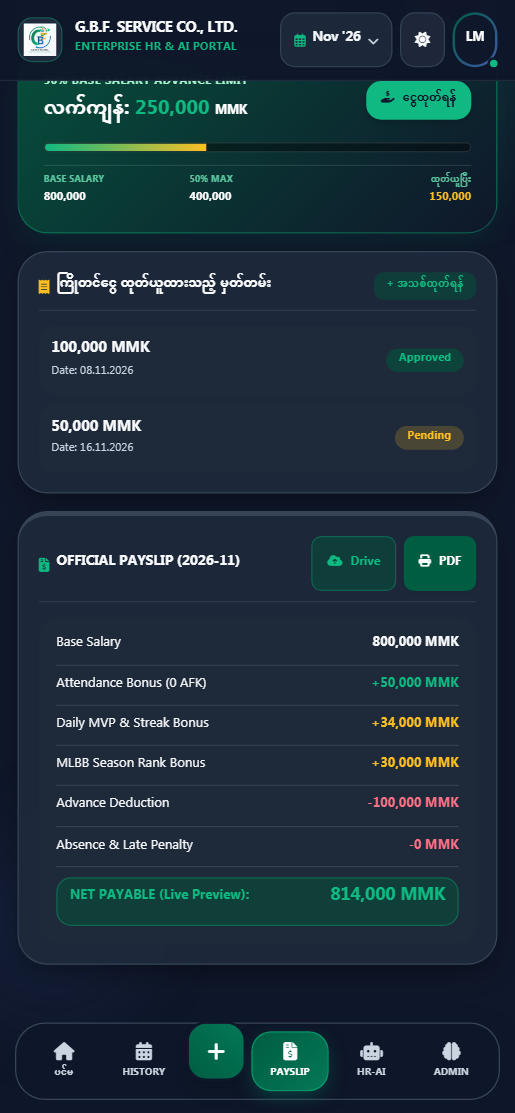 G.B.F. SERVICE CO., LTD.
ENTERPRISE HR & AI PORTAL
Nov '26
LM
50% BASE SALARY ADVANCE LIMIT
လက်ကျန်: 250,000 MMK
ငွေထုတ်ရန်
BASE SALARY
800,000
50% MAX
400,000
ထုတ်ယူပြီး
150,000
ကြိုတင်ငွေ ထုတ်ယူထားသည့် မှတ်တမ်း
+ အသစ်ထုတ်ရန်
100,000 MMK
Date: 08.11.2026
Approved
50,000 MMK
Date: 16.11.2026
Pending
OFFICIAL PAYSLIP (2026-11)
Drive
PDF
Base Salary 800,000 MMK
Attendance Bonus (0 AFK) +50,000 MMK
Daily MVP & Streak Bonus +34,000 MMK
MLBB Season Rank Bonus +30,000 MMK
Advance Deduction -100,000 MMK
Absence & Late Penalty -0 MMK
NET PAYABLE (Live Preview): 814,000 MMK
ပင်မ
HISTORY
PAYSLIP
HR-AI
ADMIN